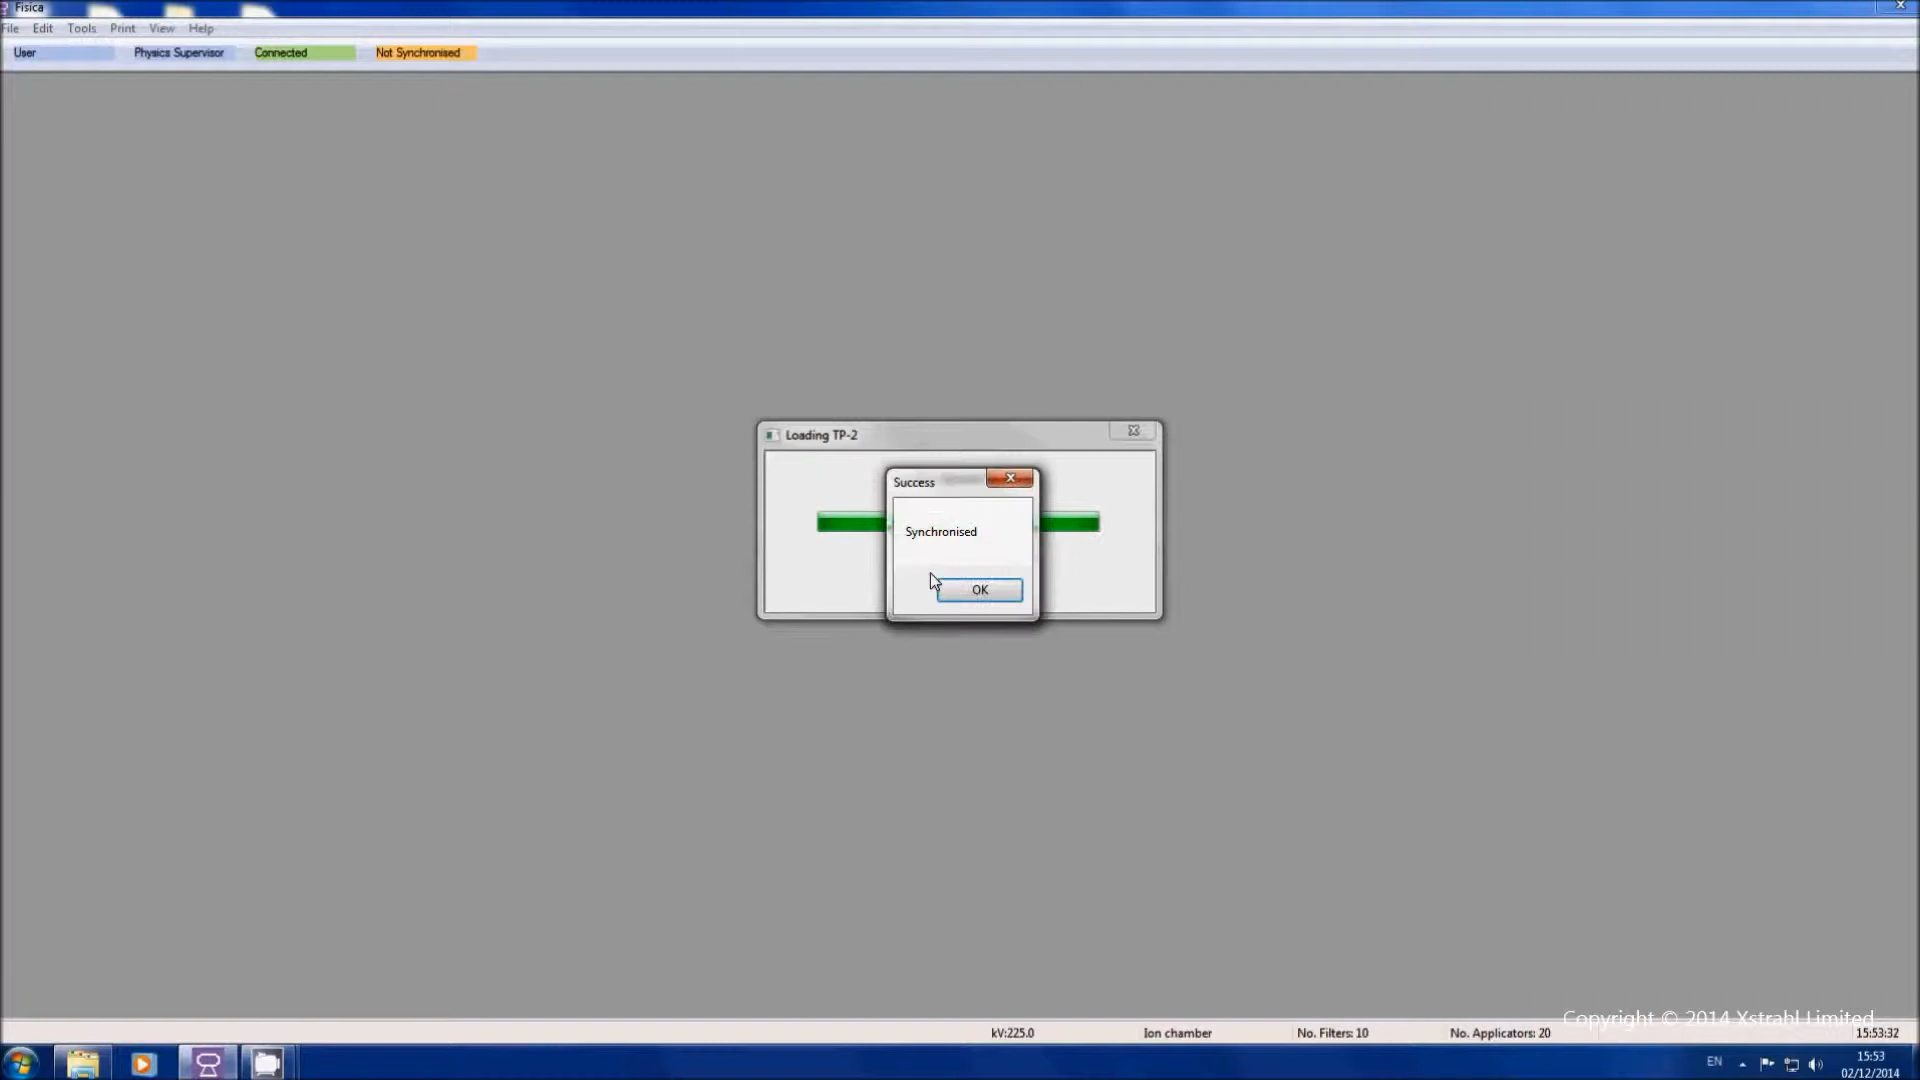 Fisica
File Edit Tools Print View Help
User Physics Supervisor Connected Not Synchronised
Loading TP-2
Success
Synchronised
OK
Copyright © 2014 Xstrahl Limited
kV:225.0 Ion chamber No. Filters: 10 No. Applicators: 20 15:53:32
EN 15:53
02/12/2014